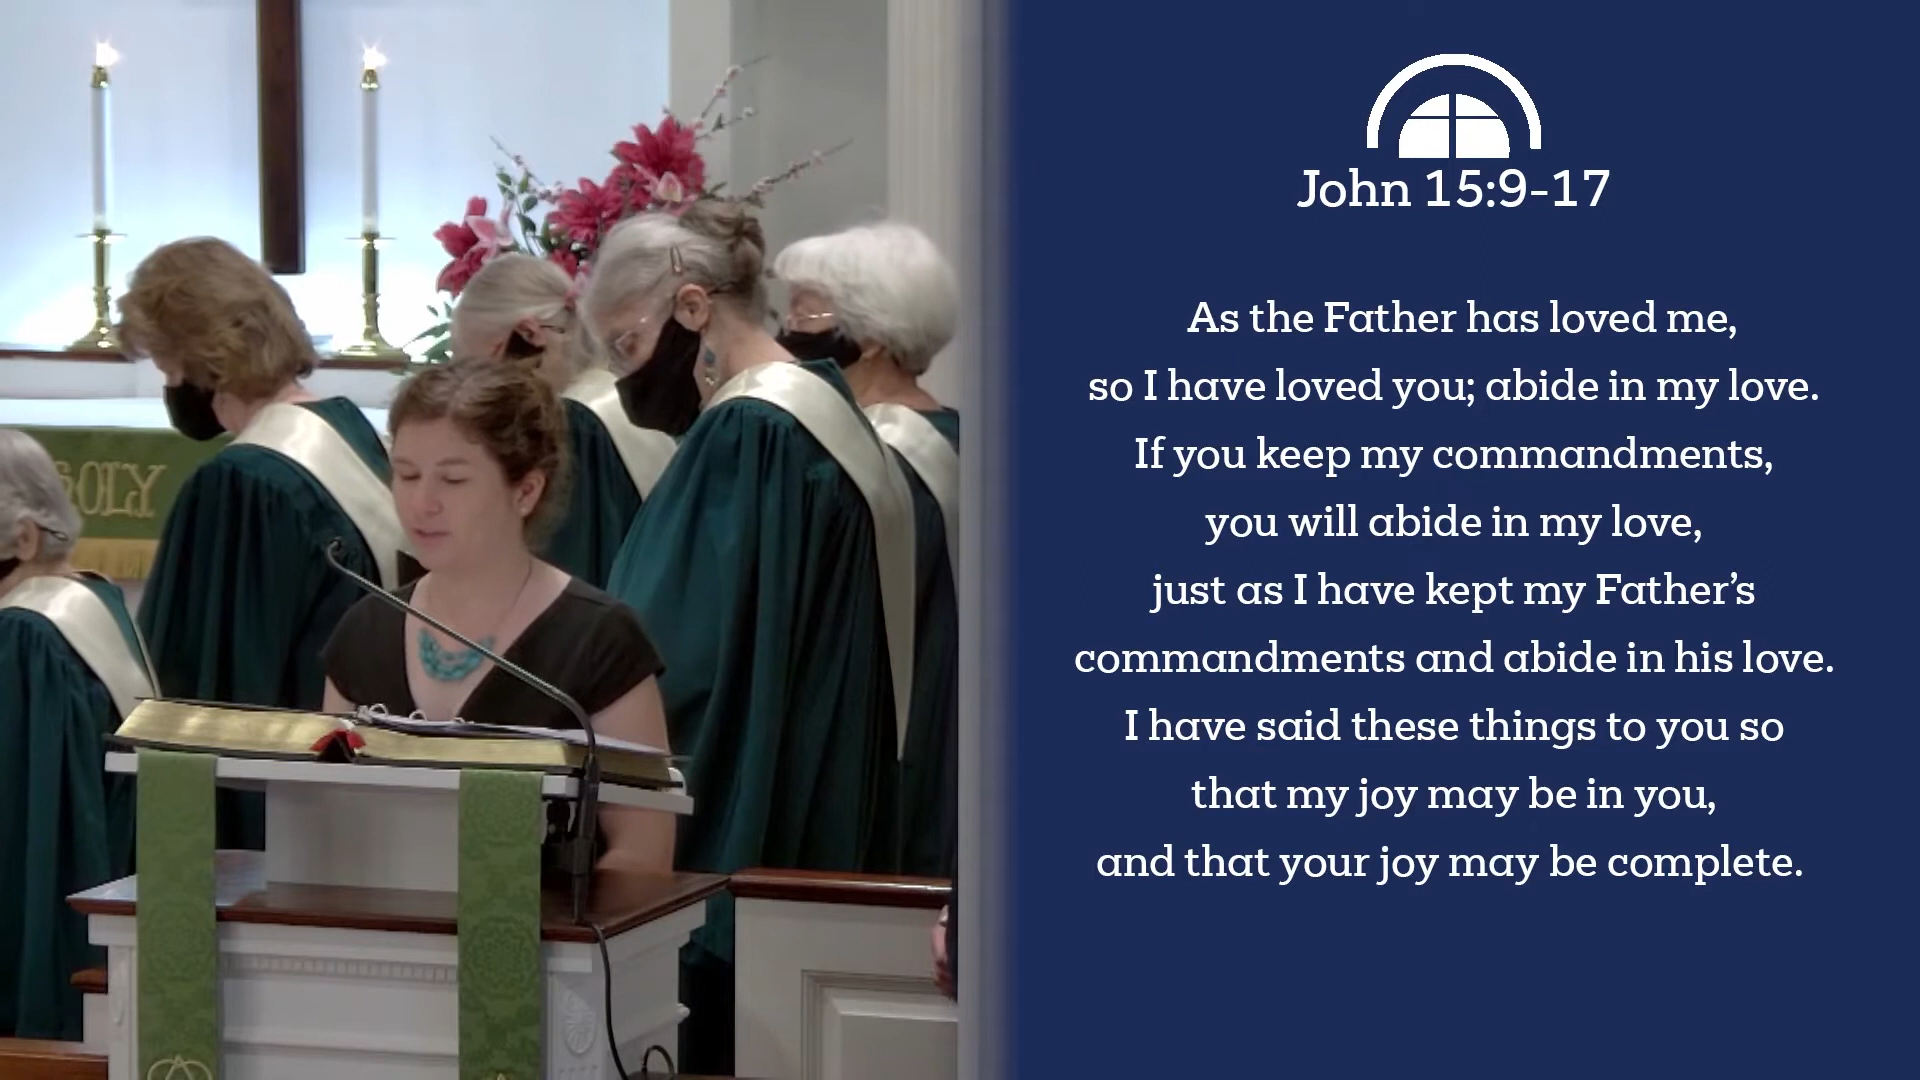 John 15:9-17
As the Father has loved me,
so I have loved you; abide in my love.
If you keep my commandments,
you will abide in my love,
just as I have kept my Father’s
commandments and abide in his love.
I have said these things to you so
that my joy may be in you,
and that your joy may be complete.
OLY